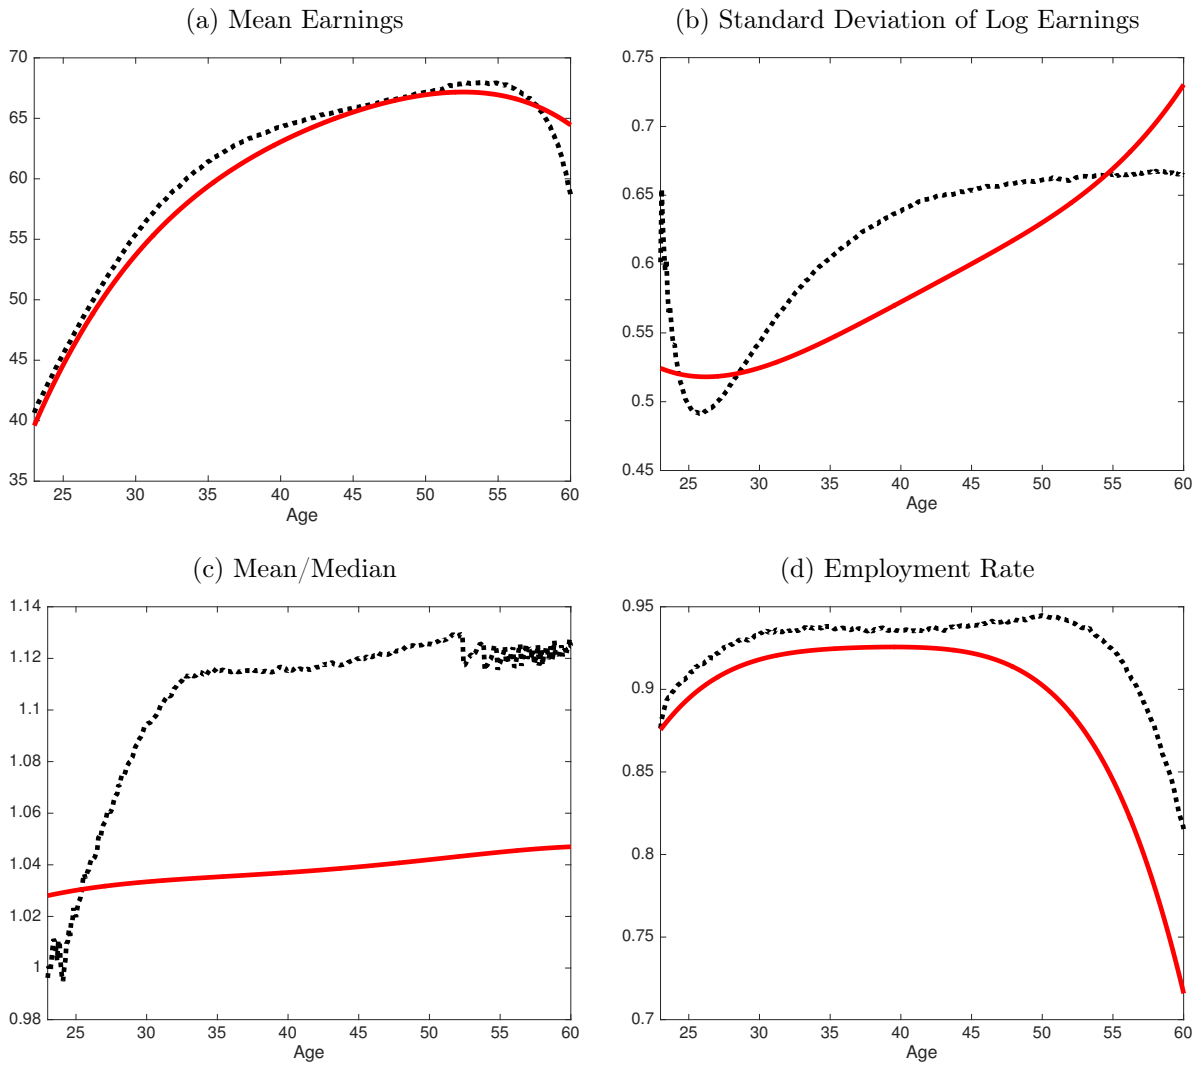 (a) Mean Earnings
70
65
60
55
50
45
40
35
25 30 35 40 45 50 55 60
Age
(b) Standard Deviation of Log Earnings
0.75
0.7
0.65
0.6
0.55
0.5
0.45
25 30 35 40 45 50 55 60
Age
(c) Mean/Median
1.14
1.12
1.1
1.08
1.06
1.04
1.02
1
0.98
25 30 35 40 45 50 55 60
Age
(d) Employment Rate
0.95
0.9
0.85
0.8
0.75
0.7
25 30 35 40 45 50 55 60
Age